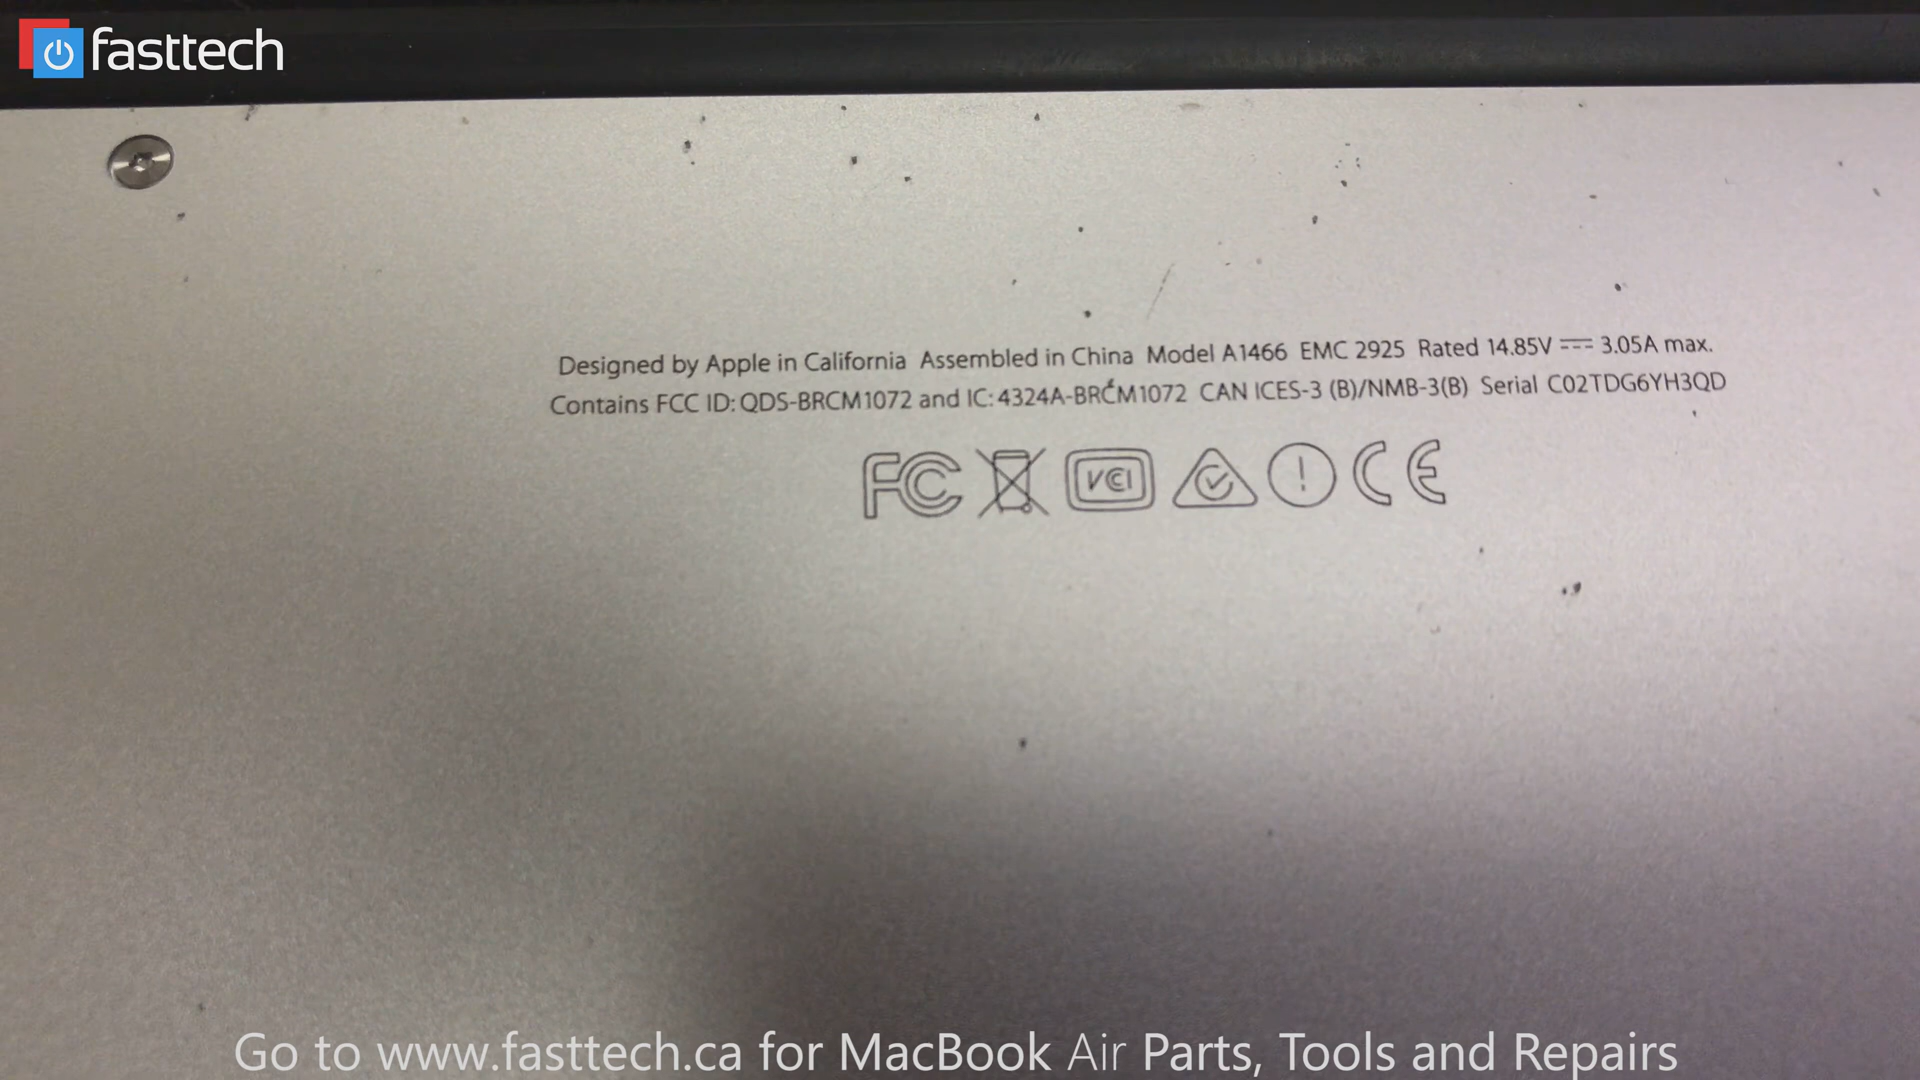 fasttech
Designed by Apple in California Assembled in China Model A1466 EMC 2925 Rated 14.85V ⎓ 3.05A max.
Contains FCC ID: QDS-BRCM1072 and IC: 4324A-BRCM1072 CAN ICES-3 (B)/NMB-3(B) Serial C02TDG6YH3QD
FC VCI ! CE
Go to www.fasttech.ca for MacBook Air Parts, Tools and Repairs